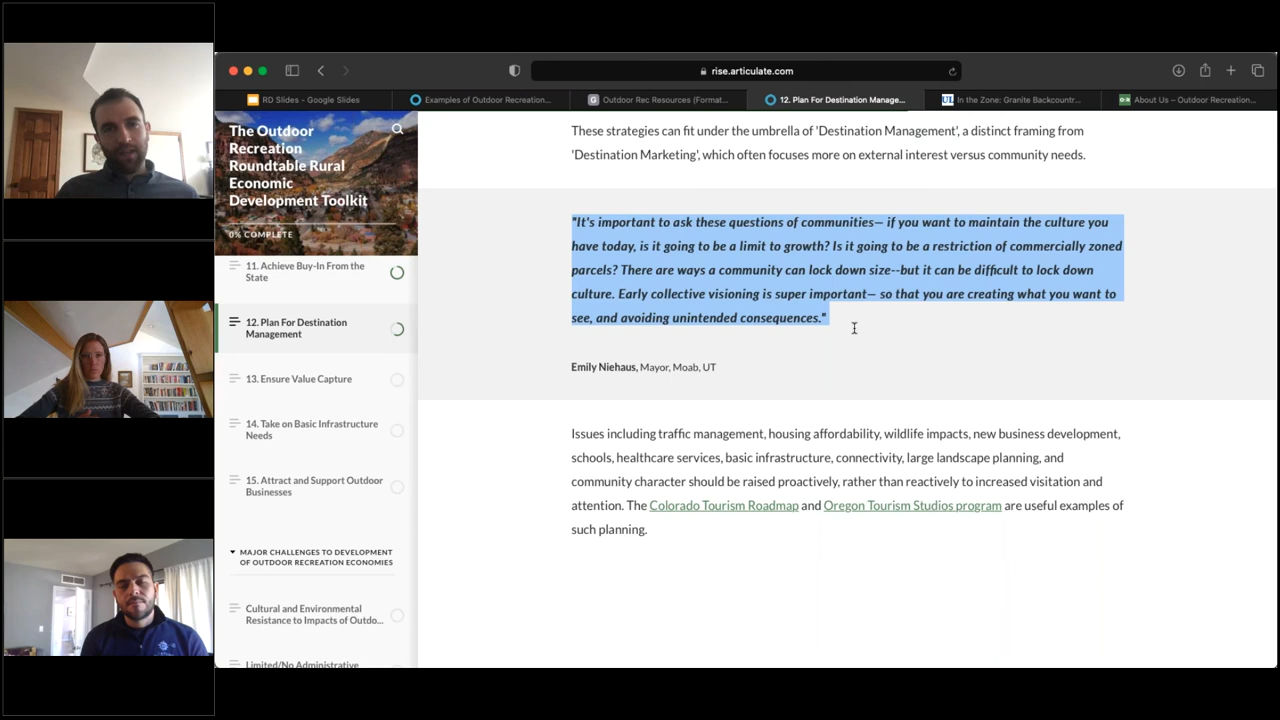 rise.articulate.com
RD Slides - Google Slides
Examples of Outdoor Recreation...
Outdoor Rec Resources (Format...
12. Plan For Destination Manage...
In the Zone: Granite Backcountr...
About Us – Outdoor Recreation...
The Outdoor
Recreation
Roundtable Rural
Economic
Development Toolkit
0% COMPLETE
11. Achieve Buy-In From the
State
12. Plan For Destination
Management
13. Ensure Value Capture
14. Take on Basic Infrastructure
Needs
15. Attract and Support Outdoor
Businesses
MAJOR CHALLENGES TO DEVELOPMENT
OF OUTDOOR RECREATION ECONOMIES
Cultural and Environmental
Resistance to Impacts of Outdo...
Limited/No Administrative
These strategies can fit under the umbrella of 'Destination Management', a distinct framing from
'Destination Marketing', which often focuses more on external interest versus community needs.
"It's important to ask these questions of communities— if you want to maintain the culture you
have today, is it going to be a limit to growth? Is it going to be a restriction of commercially zoned
parcels? There are ways a community can lock down size--but it can be difficult to lock down
culture. Early collective visioning is super important— so that you are creating what you want to
see, and avoiding unintended consequences."
Emily Niehaus, Mayor, Moab, UT
Issues including traffic management, housing affordability, wildlife impacts, new business development,
schools, healthcare services, basic infrastructure, connectivity, large landscape planning, and
community character should be raised proactively, rather than reactively to increased visitation and
attention. The Colorado Tourism Roadmap and Oregon Tourism Studios program are useful examples of
such planning.